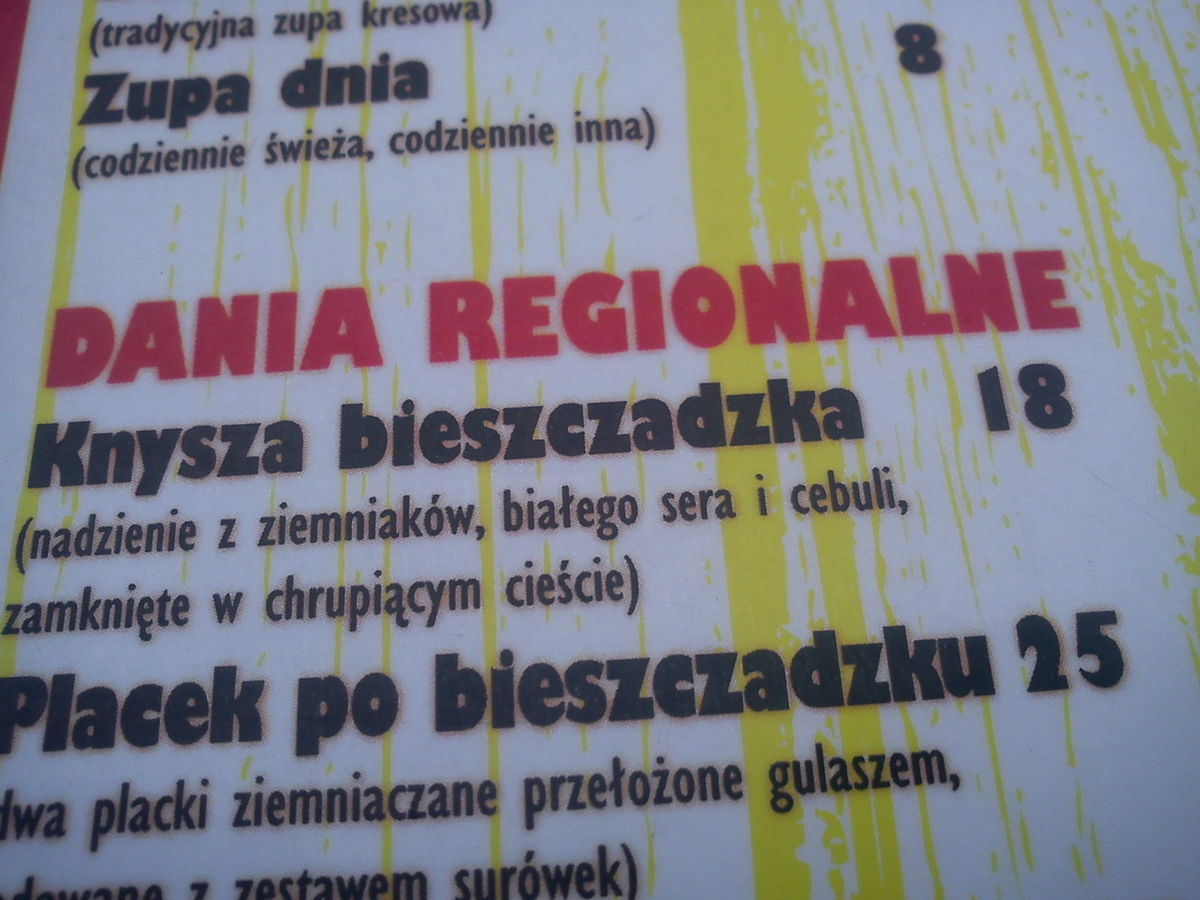 (tradycyjna zupa kresowa)
Zupa dnia 8
(codziennie świeża, codziennie inna)
DANIA REGIONALNE
Knysza bieszczadzka 18
(nadzienie z ziemniaków, białego sera i cebuli,
zamknięte w chrupiącym cieście)
Placek po bieszczadzku 25
dwa placki ziemniaczane przełożone gulaszem,
z zestawem surówek)